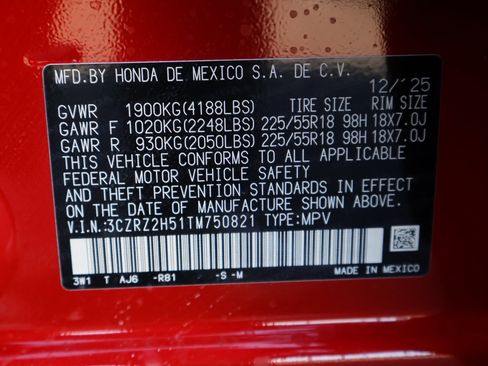 MFD.BY HONDA DE MEXICO S.A. DE C.V.
12/'25
GVWR 1900KG(4188LBS) TIRE SIZE RIM SIZE
GAWR F 1020KG(2248LBS) 225/55R18 98H 18X7.0J
GAWR R 930KG(2050LBS) 225/55R18 98H 18X7.0J
THIS VEHICLE CONFORMS TO ALL APPLICABLE
FEDERAL MOTOR VEHICLE SAFETY
AND THEFT PREVENTION STANDARDS IN EFFECT
ON THE DATE OF MANUFACTURE SHOWN ABOVE.
V.I.N.:3CZRZ2H51TM750821 TYPE:MPV
3W1 T AJ6 -R81 -S -M
MADE IN MEXICO